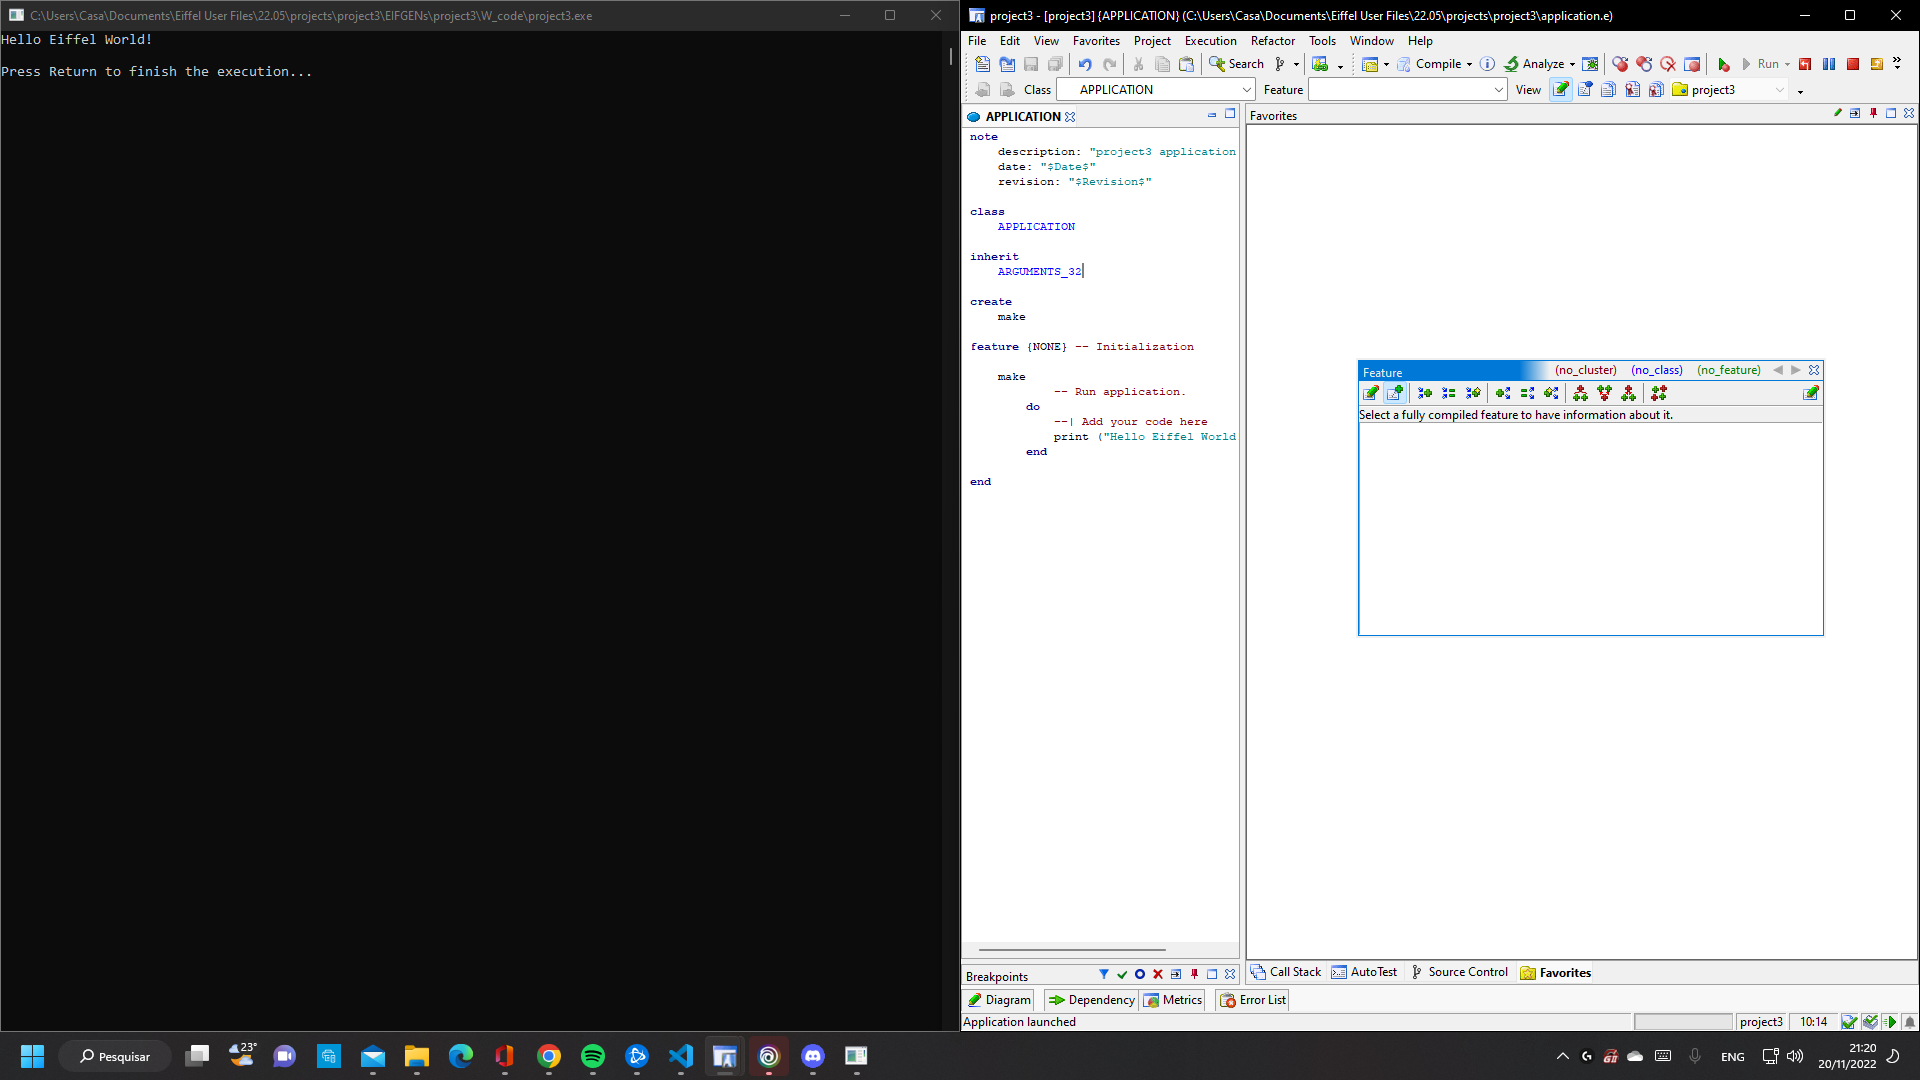 C:\Users\Casa\Documents\Eiffel User Files\22.05\projects\project3\EIFGENs\project3\W_code\project3.exe
Hello Eiffel World!
Press Return to finish the execution...
project3 - [project3] {APPLICATION} (C:\Users\Casa\Documents\Eiffel User Files\22.05\projects\project3\application.e)
File Edit View Favorites Project Execution Refactor Tools Window Help
Search Compile Analyze Run
Class APPLICATION Feature View project3
APPLICATION
note
description: "project3 application
date: "$Date$"
revision: "$Revision$"
class
APPLICATION
inherit
ARGUMENTS_32
create
make
feature {NONE} -- Initialization
make
-- Run application.
do
--| Add your code here
print ("Hello Eiffel World
end
end
Favorites
Feature (no_cluster) (no_class) (no_feature)
Select a fully compiled feature to have information about it.
Breakpoints
Call Stack AutoTest Source Control Favorites
Diagram Dependency Metrics Error List
Application launched project3 10:14
Pesquisar 23° ENG 21:20
20/11/2022